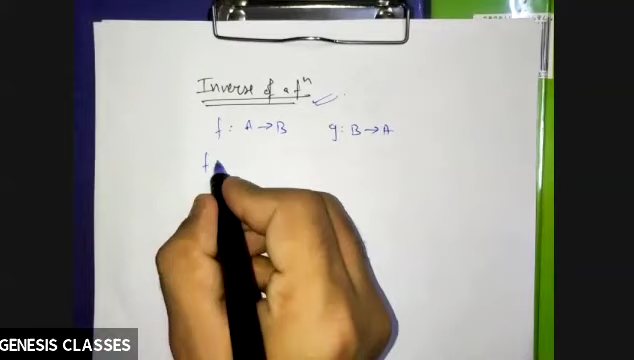 Inverse of a fⁿ
f : A → B g : B → A
f
GENESIS CLASSES